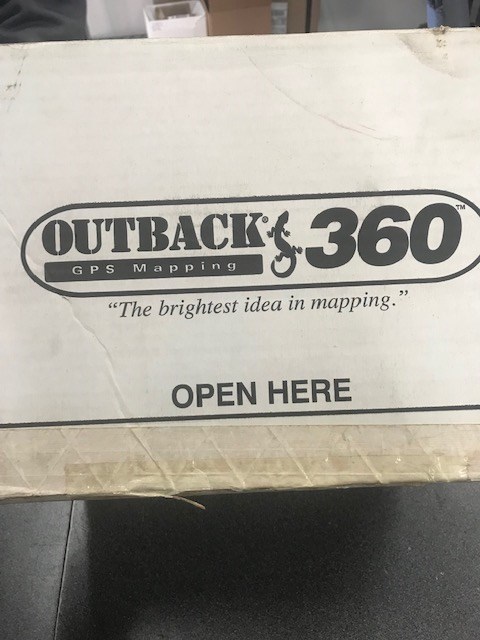 OUTBACK® 360™
GPS Mapping
“The brightest idea in mapping.”
OPEN HERE